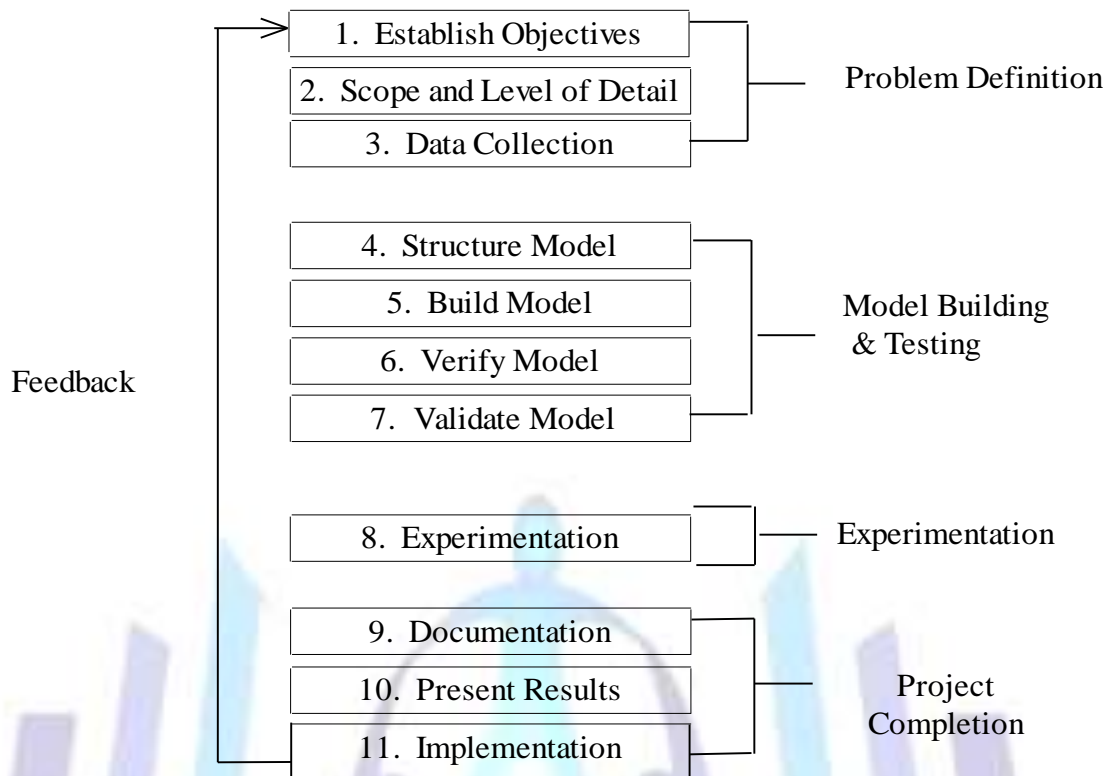 1. Establish Objectives
2. Scope and Level of Detail
3. Data Collection
Problem Definition
4. Structure Model
5. Build Model
6. Verify Model
7. Validate Model
Model Building
& Testing
Feedback
8. Experimentation
Experimentation
9. Documentation
10. Present Results
11. Implementation
Project
Completion